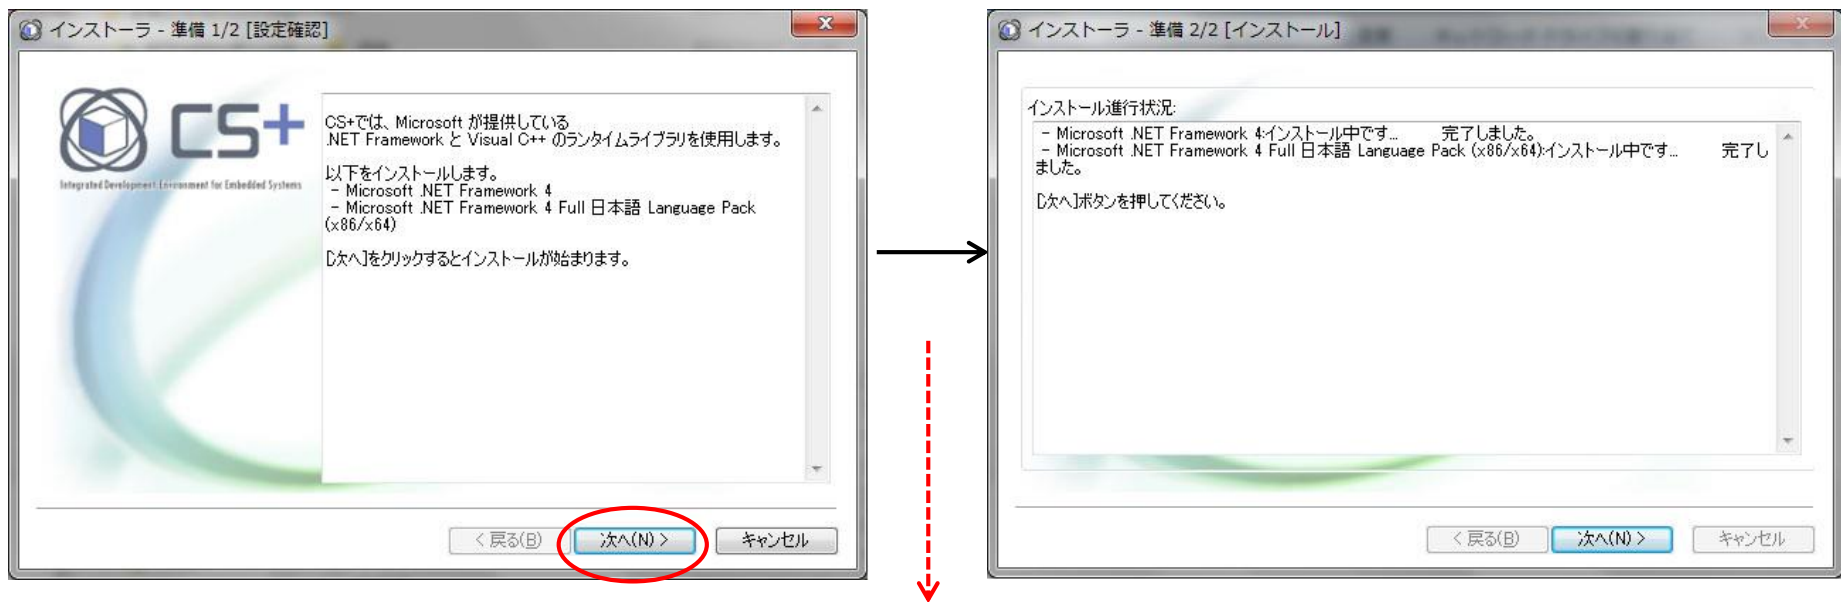 インストーラ - 準備 1/2 [設定確認]
CS+
Integrated Development Environment for Embedded Systems
CS+では、Microsoft が提供している
.NET Framework と Visual C++ のランタイムライブラリを使用します。
以下をインストールします。
- Microsoft .NET Framework 4
- Microsoft .NET Framework 4 Full 日本語 Language Pack
(x86/x64)
[次へ]をクリックするとインストールが始まります。
< 戻る(B)
次へ(N) >
キャンセル
インストーラ - 準備 2/2 [インストール]
インストール進行状況:
- Microsoft .NET Framework 4:インストール中です... 完了しました。
- Microsoft .NET Framework 4 Full 日本語 Language Pack (x86/x64):インストール中です... 完了し
ました。
[次へ]ボタンを押してください。
< 戻る(B)
次へ(N) >
キャンセル